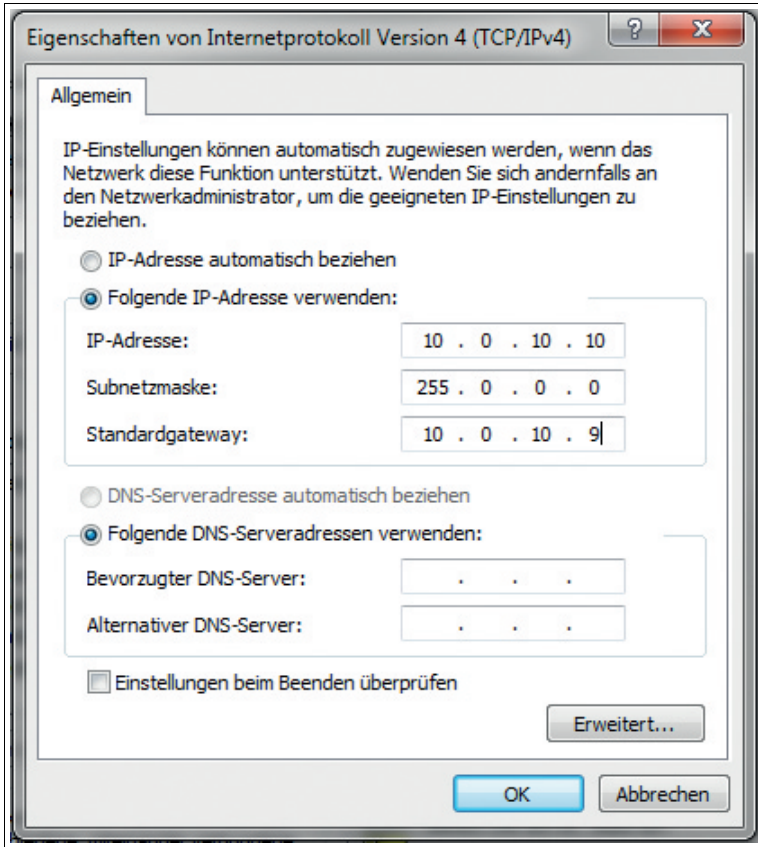 Eigenschaften von Internetprotokoll Version 4 (TCP/IPv4)
Allgemein
IP-Einstellungen können automatisch zugewiesen werden, wenn das
Netzwerk diese Funktion unterstützt. Wenden Sie sich andernfalls an
den Netzwerkadministrator, um die geeigneten IP-Einstellungen zu
beziehen.
IP-Adresse automatisch beziehen
Folgende IP-Adresse verwenden:
IP-Adresse: 10 . 0 . 10 . 10
Subnetzmaske: 255 . 0 . 0 . 0
Standardgateway: 10 . 0 . 10 . 9
DNS-Serveradresse automatisch beziehen
Folgende DNS-Serveradressen verwenden:
Bevorzugter DNS-Server: . . .
Alternativer DNS-Server: . . .
Einstellungen beim Beenden überprüfen
Erweitert...
OK Abbrechen